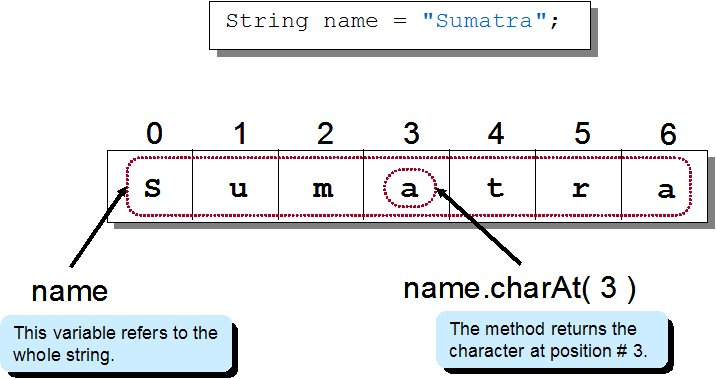 String name = "Sumatra";
0 1 2 3 4 5 6
S u m a t r a
name
This variable refers to the
whole string.
name.charAt( 3 )
The method returns the
character at position # 3.